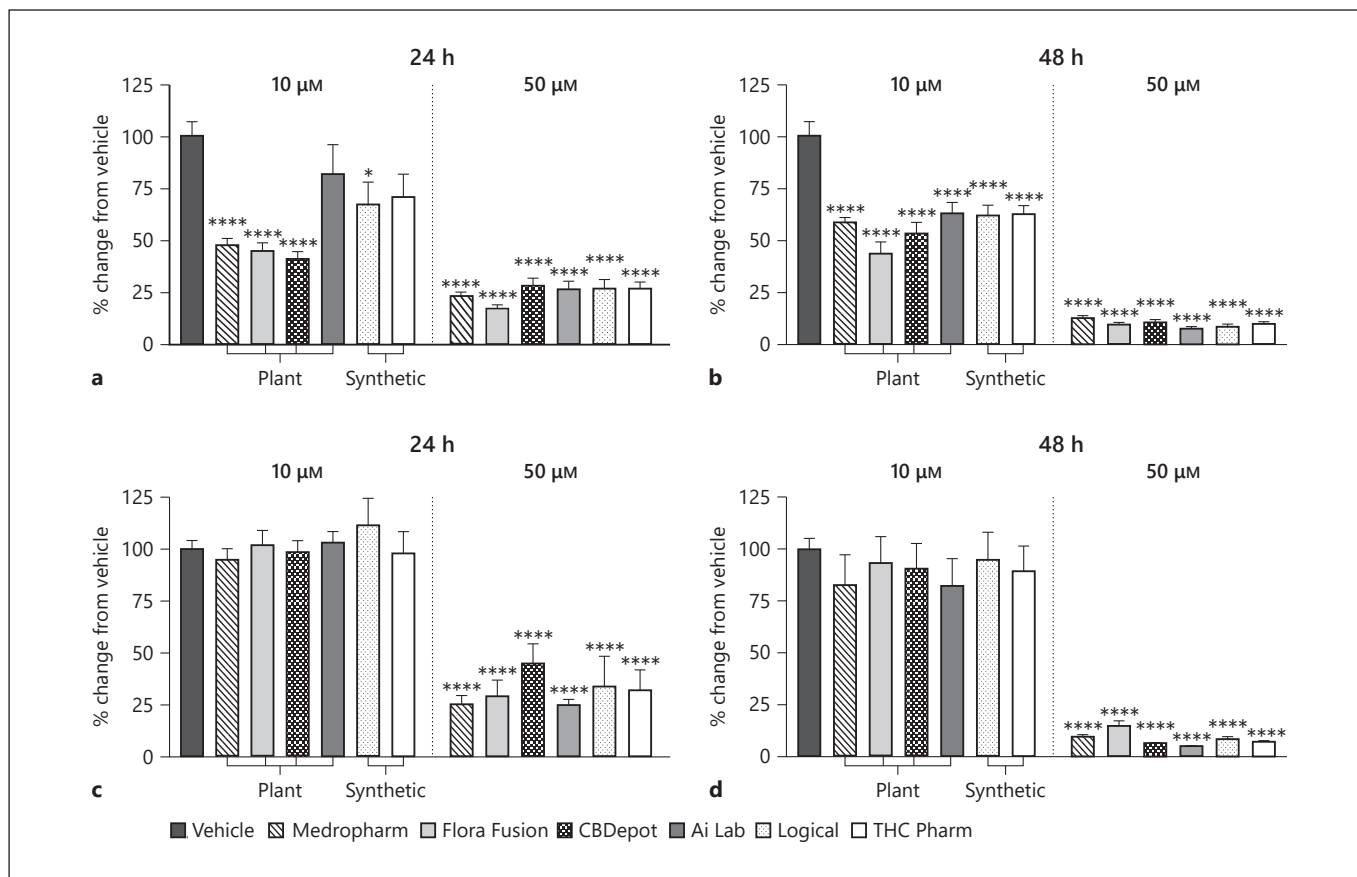 24 h
10 μM 50 μM
% change from vehicle
125
100
75
50
25
0
****
****
****
*
****
****
****
****
****
****
Plant Synthetic
a
48 h
10 μM 50 μM
% change from vehicle
125
100
75
50
25
0
****
****
****
****
****
****
****
****
****
****
****
****
Plant Synthetic
b
24 h
10 μM 50 μM
% change from vehicle
125
100
75
50
25
0
****
****
****
****
****
****
Plant Synthetic
c
48 h
10 μM 50 μM
% change from vehicle
125
100
75
50
25
0
****
****
****
****
****
****
Plant Synthetic
d
Vehicle Medropharm Flora Fusion CBDepot Ai Lab Logical THC Pharm